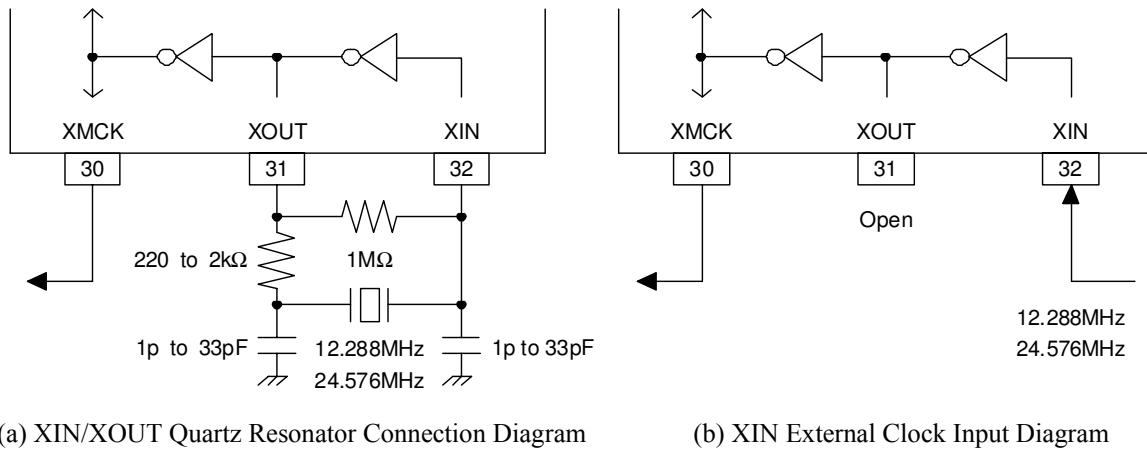 XMCK XOUT XIN
30 31 32
220 to 2kΩ
1MΩ
1p to 33pF
12.288MHz
24.576MHz
1p to 33pF
(a) XIN/XOUT Quartz Resonator Connection Diagram
XMCK XOUT XIN
30 31 32
Open
12.288MHz
24.576MHz
(b) XIN External Clock Input Diagram